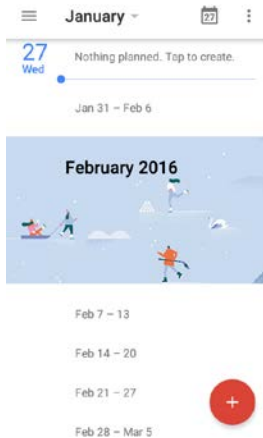 January
27
27
Wed
Nothing planned. Tap to create.
Jan 31 – Feb 6
February 2016
Feb 7 – 13
Feb 14 – 20
Feb 21 – 27
Feb 28 – Mar 5